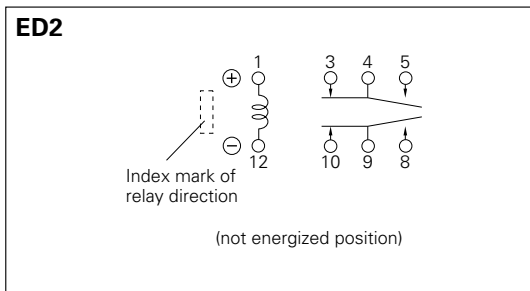 ED2
1 3 4 5
⊕
⊖
12 10 9 8
Index mark of
relay direction
(not energized position)